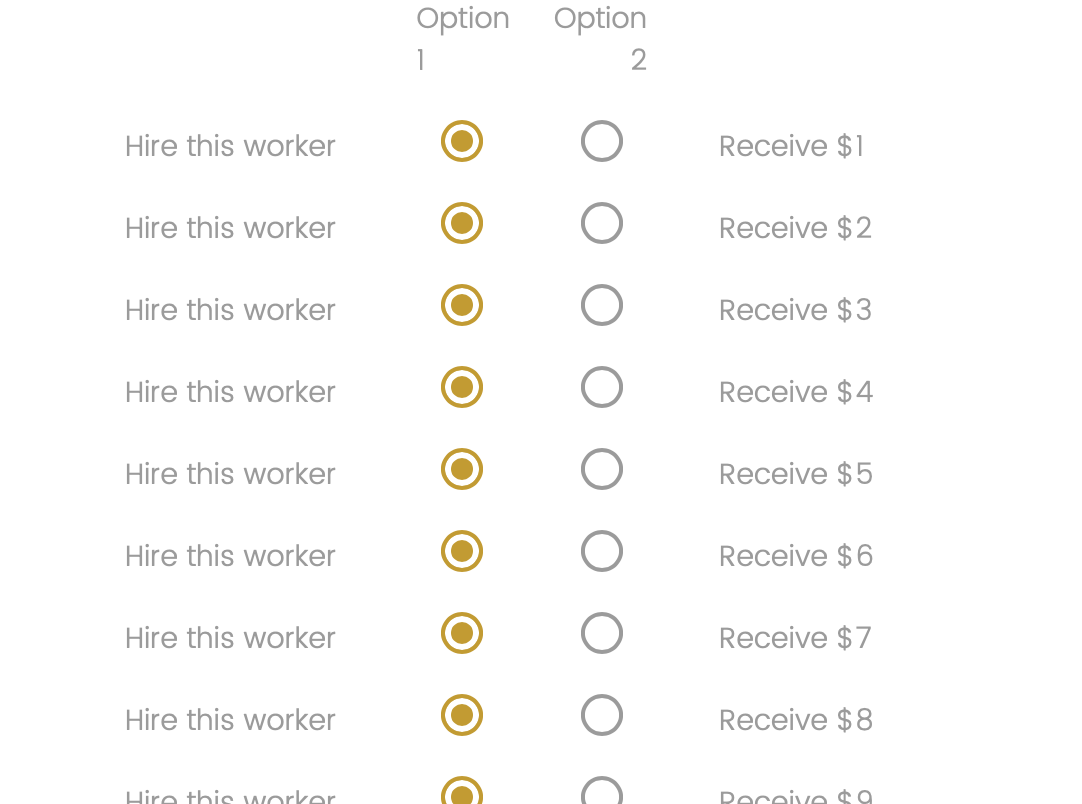 Option 1 Option 2
Hire this worker Receive $1
Hire this worker Receive $2
Hire this worker Receive $3
Hire this worker Receive $4
Hire this worker Receive $5
Hire this worker Receive $6
Hire this worker Receive $7
Hire this worker Receive $8
Hire this worker Receive $9